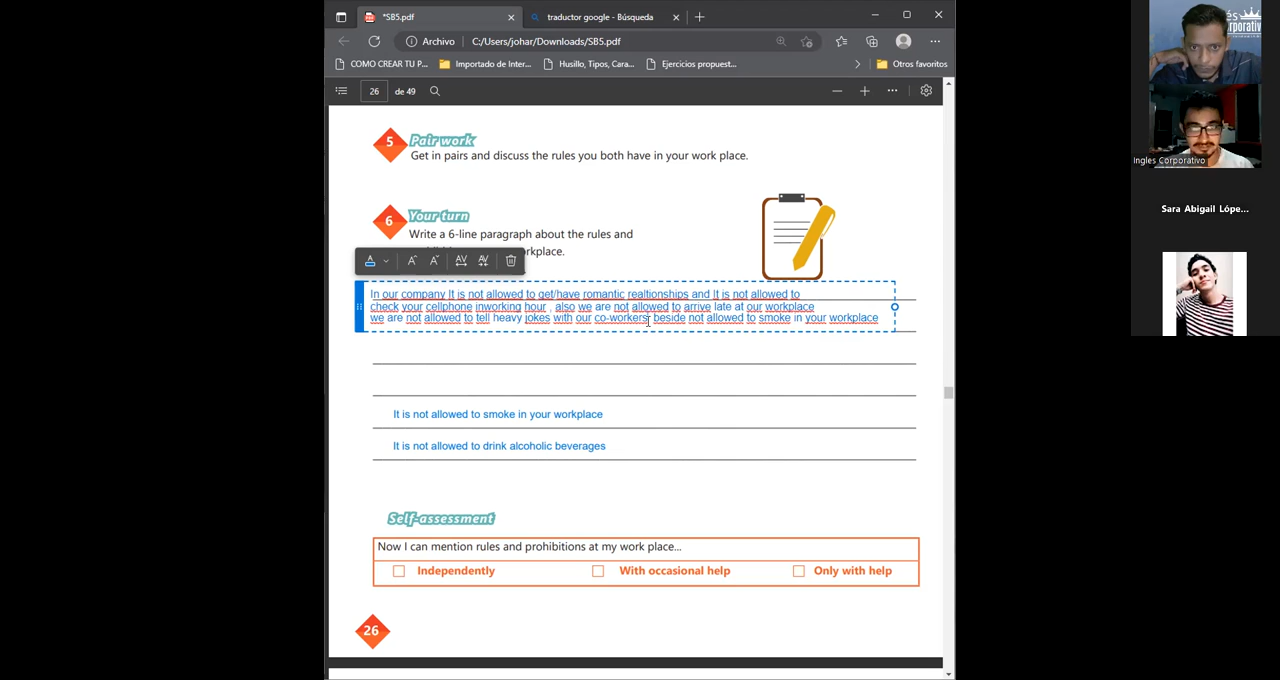 *SB5.pdf
traductor google - Búsqueda
Archivo
C:/Users/johar/Downloads/SB5.pdf
COMO CREAR TU P...
Importado de Inter...
Husillo, Tipos, Cara...
Ejercicios propuest...
Otros favoritos
26 de 49
5 Pair work
Get in pairs and discuss the rules you both have in your work place.
6 Your turn
Write a 6-line paragraph about the rules and
workplace.
In our company It is not allowed to get/have romantic realtionships and It is not allowed to
check your cellphone inworking hour , also we are not allowed to arrive late at our workplace
we are not allowed to tell heavy jokes with our co-workers beside not allowed to smoke in your workplace
It is not allowed to smoke in your workplace
It is not allowed to drink alcoholic beverages
Self-assessment
Now I can mention rules and prohibitions at my work place...
Independently
With occasional help
Only with help
26
Ingles Corporativo
Sara Abigail Lópe...